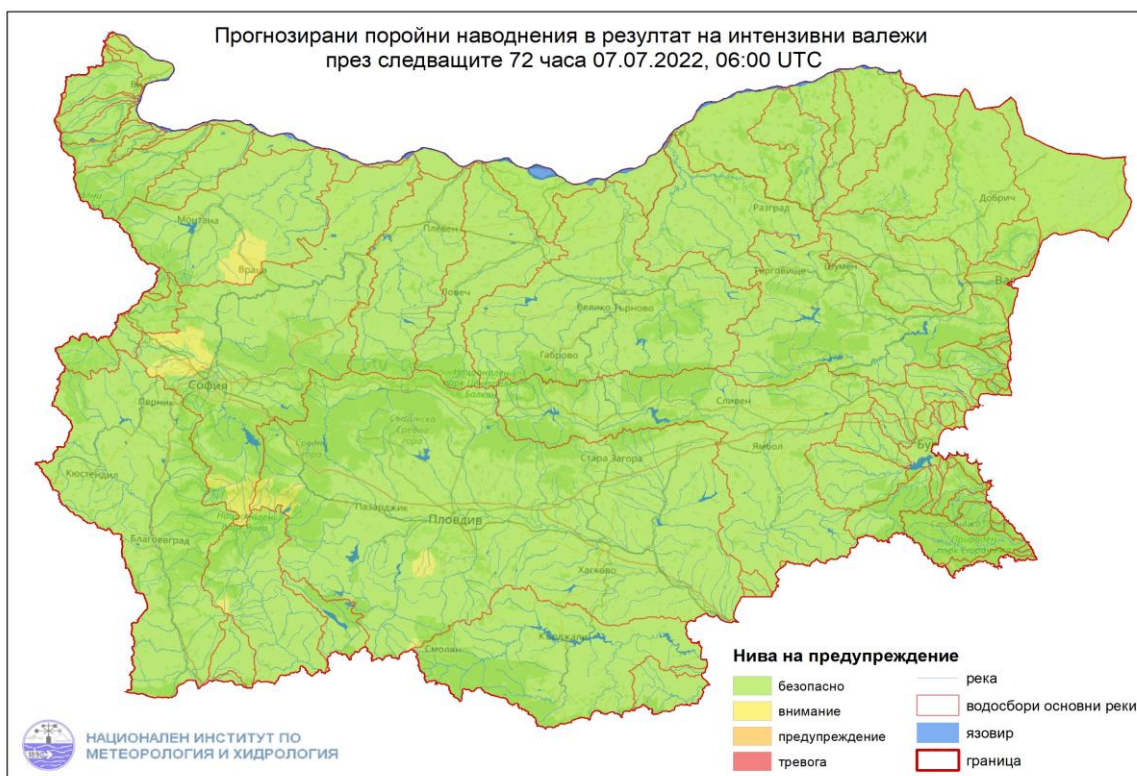 Прогнозирани поройни наводнения в резултат на интензивни валежи
през следващите 72 часа 07.07.2022, 06:00 UTC
Монтана
Враца
Плевен
Ловеч
Разград
Добрич
Търговище
Шумен
Велико Търново
Габрово
София
Перник
Сливен
Ямбол
Стара Загора
Кюстендил
Пазарджик
Пловдив
Благоевград
Хасково
Смолян
Кърджали
Нива на предупреждение
безопасно
внимание
предупреждение
тревога
река
водосбори основни реки
язовир
граница
НАЦИОНАЛЕН ИНСТИТУТ ПО
МЕТЕОРОЛОГИЯ И ХИДРОЛОГИЯ